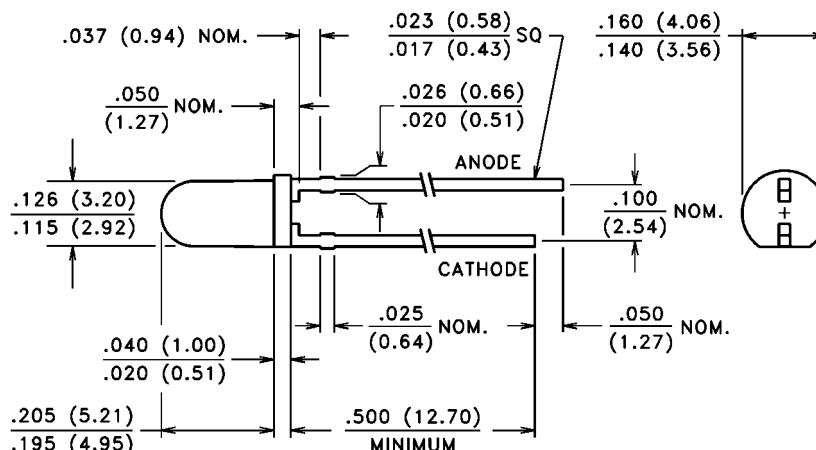 .037 (0.94) NOM.
.023 (0.58)
.017 (0.43)
SQ
.160 (4.06)
.140 (3.56)
.050
(1.27)
NOM.
.026 (0.66)
.020 (0.51)
ANODE
.126 (3.20)
.115 (2.92)
.100
(2.54)
NOM.
CATHODE
.025
(0.64)
NOM.
.050
(1.27)
NOM.
.040 (1.00)
.020 (0.51)
.205 (5.21)
.195 (4.95)
.500 (12.70)
MINIMUM